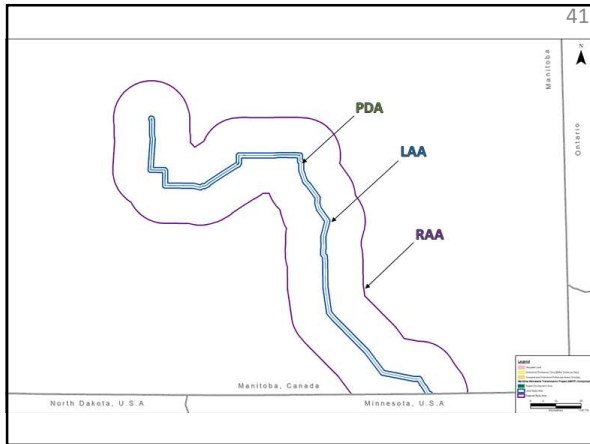 41
N
Manitoba
Ontario
PDA
LAA
RAA
Manitoba, Canada
North Dakota, U.S.A
Minnesota, U.S.A
Legend